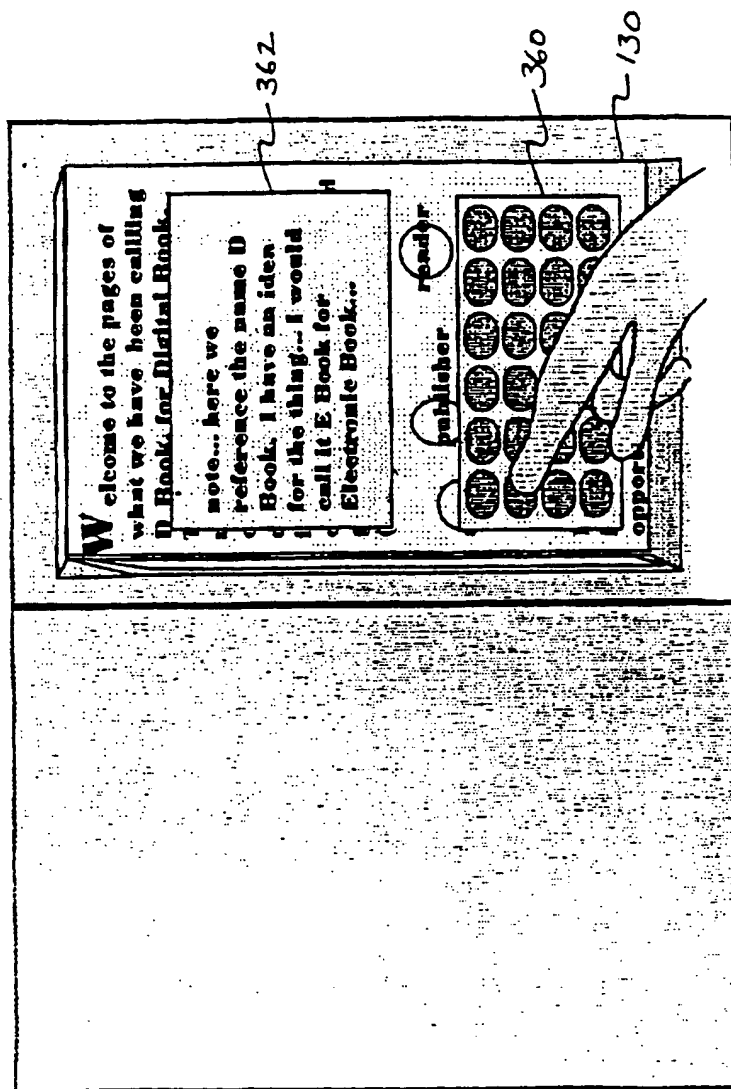 Welcome to the pages of
what we have been calling
D Book, for Digital Book.
note... here we
reference the name D
Book. I have an idea
for the thing... I would
call it E Book for
Electronic Book...
publisher reader
362
360
130